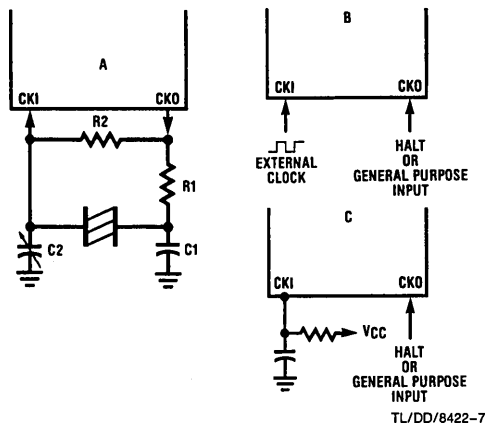 A
CKI
CKO
R2
R1
C2
C1
B
CKI
CKO
EXTERNAL
CLOCK
HALT
OR
GENERAL PURPOSE
INPUT
C
CKI
CKO
VCC
HALT
OR
GENERAL PURPOSE
INPUT
TL/DD/8422-7